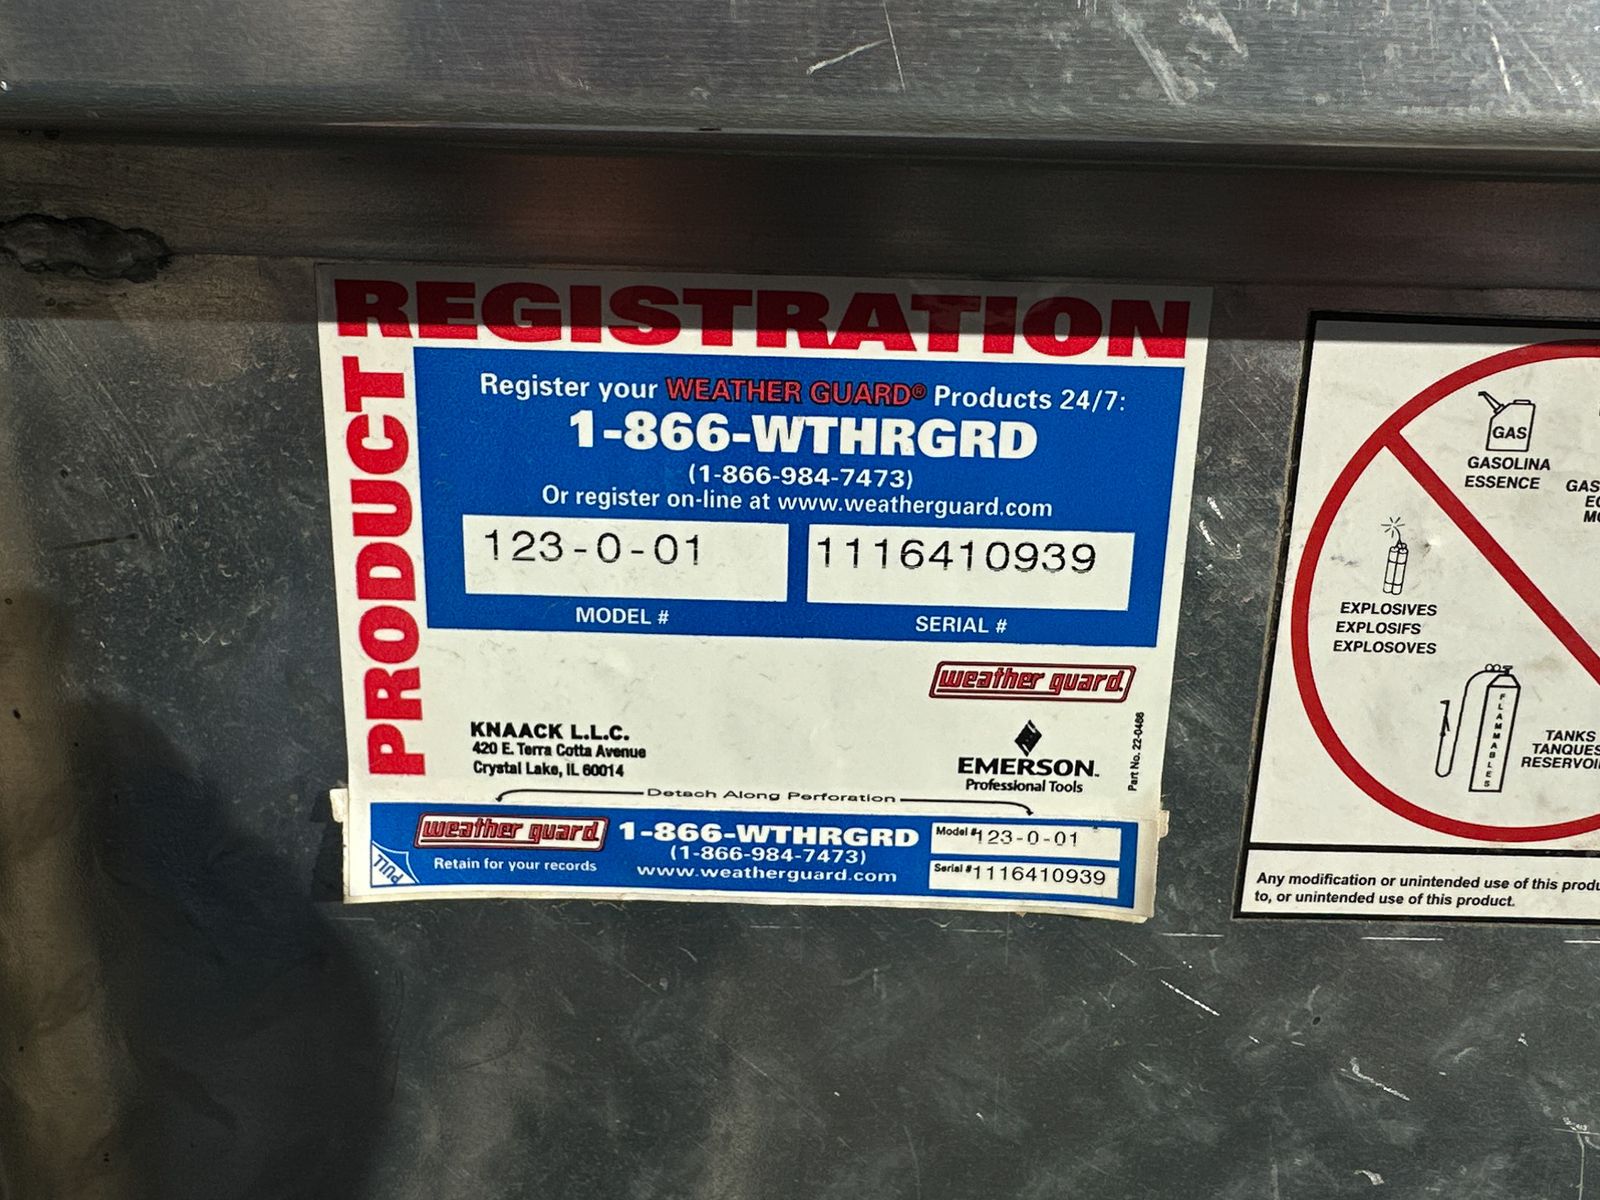 REGISTRATION
PRODUCT
Register your WEATHER GUARD® Products 24/7:
1-866-WTHRGRD
(1-866-984-7473)
Or register on-line at www.weatherguard.com
123-0-01
1116410939
MODEL #
SERIAL #
weather guard
KNAACK L.L.C.
420 E. Terra Cotta Avenue
Crystal Lake, IL 60014
EMERSON™
Professional Tools
Part No. 22-0466
Detach Along Perforation
PULL
weather guard
Retain for your records
1-866-WTHRGRD
(1-866-984-7473)
www.weatherguard.com
Model # 123-0-01
Serial # 1116410939
GAS
GASOLINA
ESSENCE
EXPLOSIVES
EXPLOSIFS
EXPLOSOVES
FLAMMABLES
TANKS
TANQUES
Any modification or unintended use of this
to, or unintended use of this product.